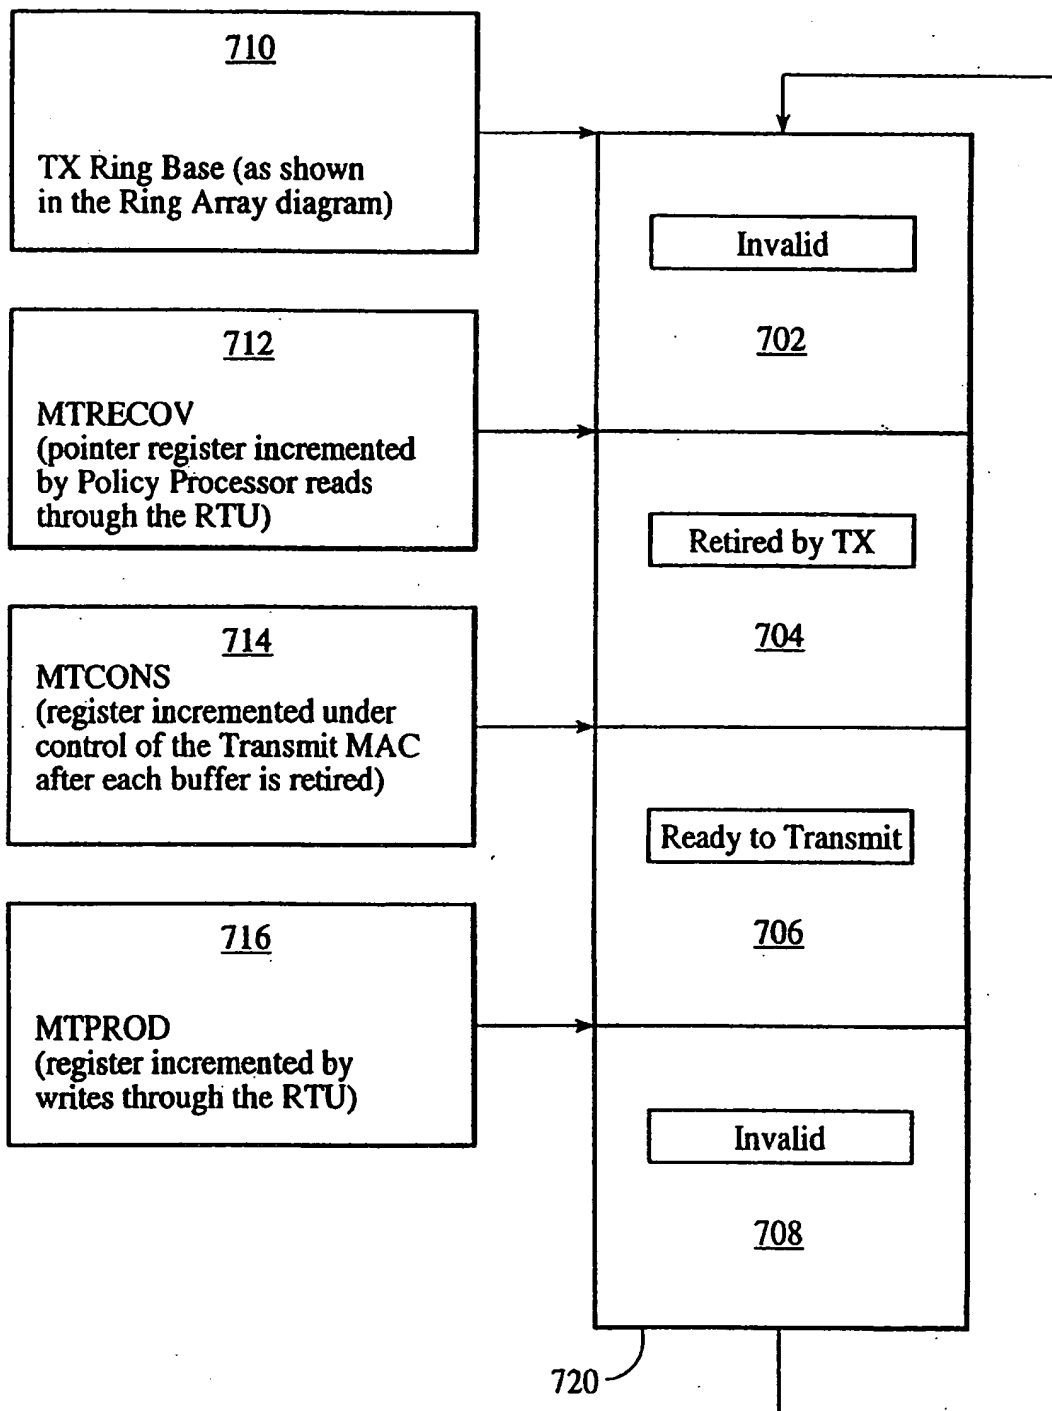 710
TX Ring Base (as shown
in the Ring Array diagram)
712
MTRECOV
(pointer register incremented
by Policy Processor reads
through the RTU)
714
MTCONS
(register incremented under
control of the Transmit MAC
after each buffer is retired)
716
MTPROD
(register incremented by
writes through the RTU)
Invalid
702
Retired by TX
704
Ready to Transmit
706
Invalid
708
720